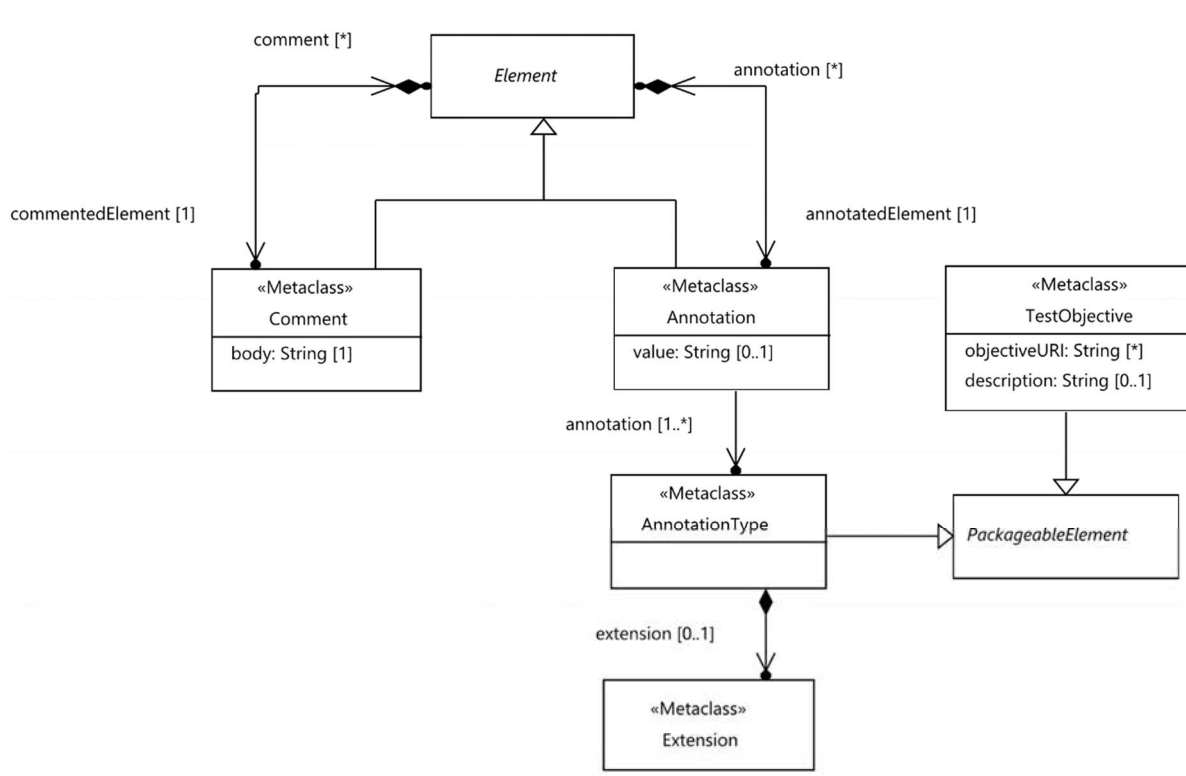 comment [*]
Element
annotation [*]
commentedElement [1]
annotatedElement [1]
«Metaclass»
Comment
body: String [1]
«Metaclass»
Annotation
value: String [0..1]
«Metaclass»
TestObjective
objectiveURI: String [*]
description: String [0..1]
annotation [1..*]
«Metaclass»
AnnotationType
PackageableElement
extension [0..1]
«Metaclass»
Extension